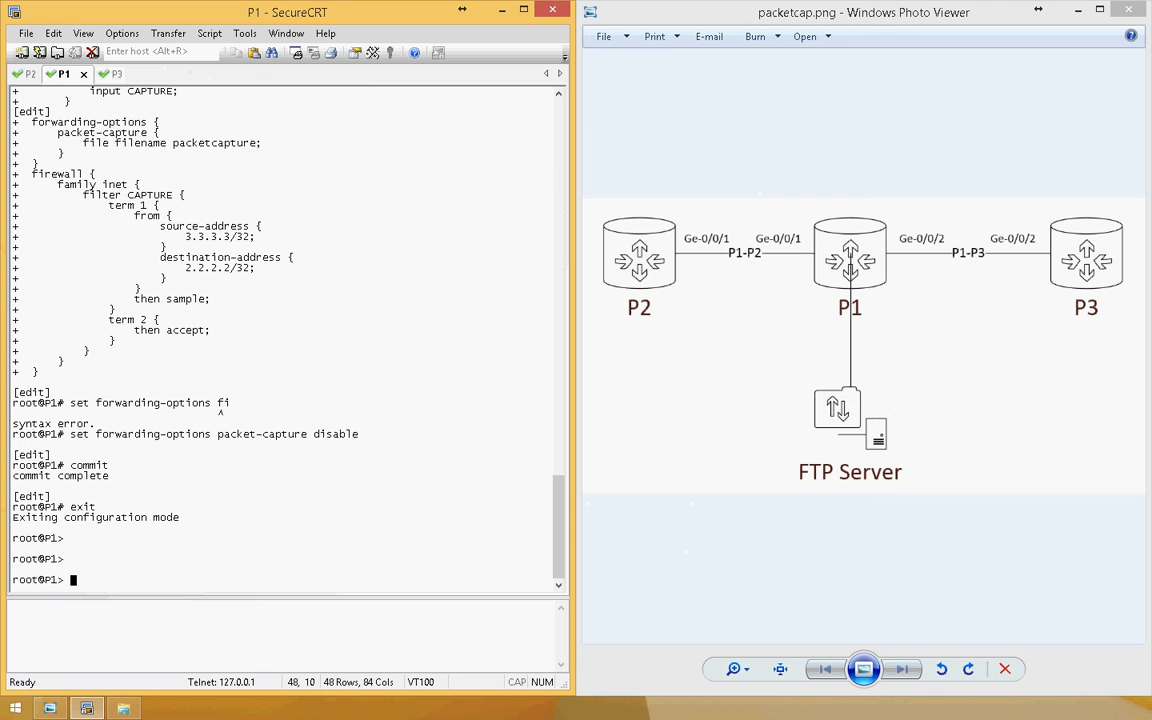 P1 - SecureCRT
File Edit View Options Transfer Script Tools Window Help
Enter host <Alt+R>
P2 P1 P3
+ input CAPTURE;
+ }
[edit]
+ forwarding-options {
+ packet-capture {
+ file filename packetcapture;
+ }
+ }
+ firewall {
+ family inet {
+ filter CAPTURE {
+ term 1 {
+ from {
+ source-address {
+ 3.3.3.3/32;
+ }
+ destination-address {
+ 2.2.2.2/32;
+ }
+ }
+ then sample;
+ }
+ term 2 {
+ then accept;
+ }
+ }
+ }
+ }
[edit]
root@P1# set forwarding-options fi
^
syntax error.
root@P1# set forwarding-options packet-capture disable
[edit]
root@P1# commit
commit complete
[edit]
root@P1# exit
Exiting configuration mode
root@P1>
root@P1>
root@P1>
Ready Telnet: 127.0.0.1 48, 10 48 Rows, 84 Cols VT100 CAP NUM
packetcap.png - Windows Photo Viewer
File Print E-mail Burn Open
Ge-0/0/1 Ge-0/0/1 Ge-0/0/2 Ge-0/0/2
P1-P2 P1-P3
P2 P1 P3
FTP Server